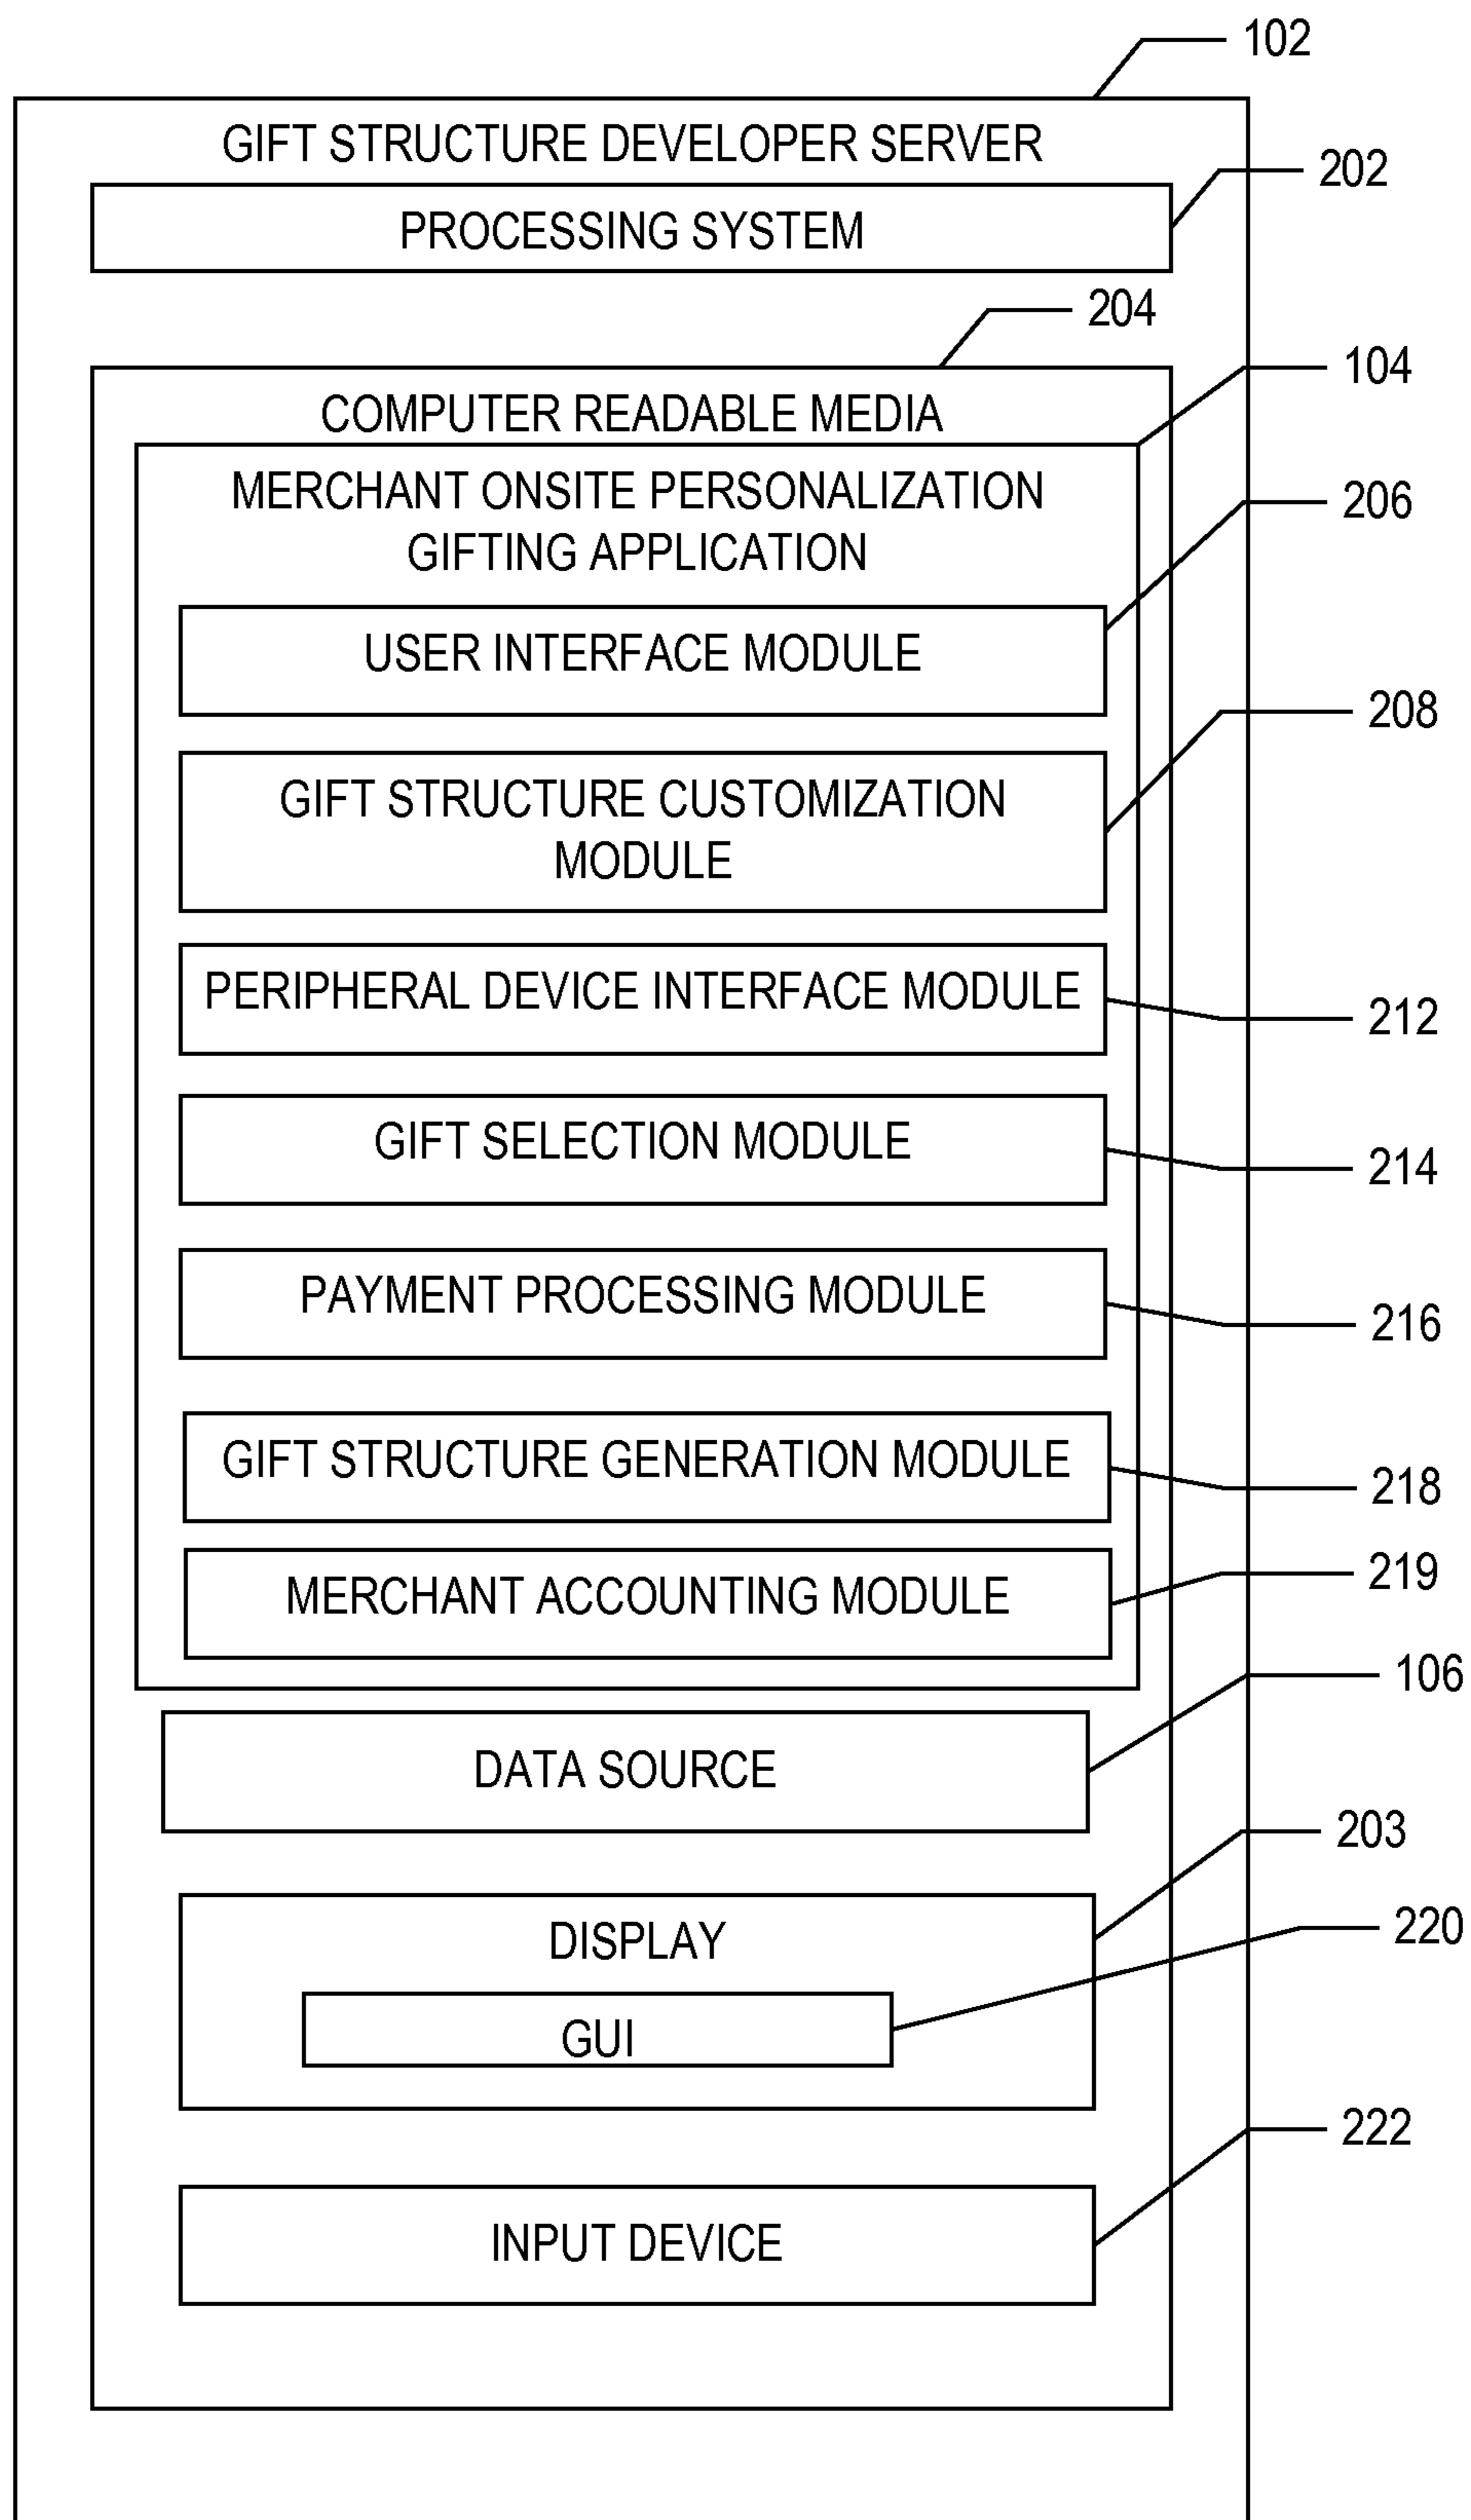 102
GIFT STRUCTURE DEVELOPER SERVER
202
PROCESSING SYSTEM
204
104
COMPUTER READABLE MEDIA
MERCHANT ONSITE PERSONALIZATION
GIFTING APPLICATION
206
USER INTERFACE MODULE
208
GIFT STRUCTURE CUSTOMIZATION
MODULE
PERIPHERAL DEVICE INTERFACE MODULE
212
GIFT SELECTION MODULE
214
PAYMENT PROCESSING MODULE
216
GIFT STRUCTURE GENERATION MODULE
218
219
MERCHANT ACCOUNTING MODULE
106
DATA SOURCE
203
220
DISPLAY
GUI
222
INPUT DEVICE